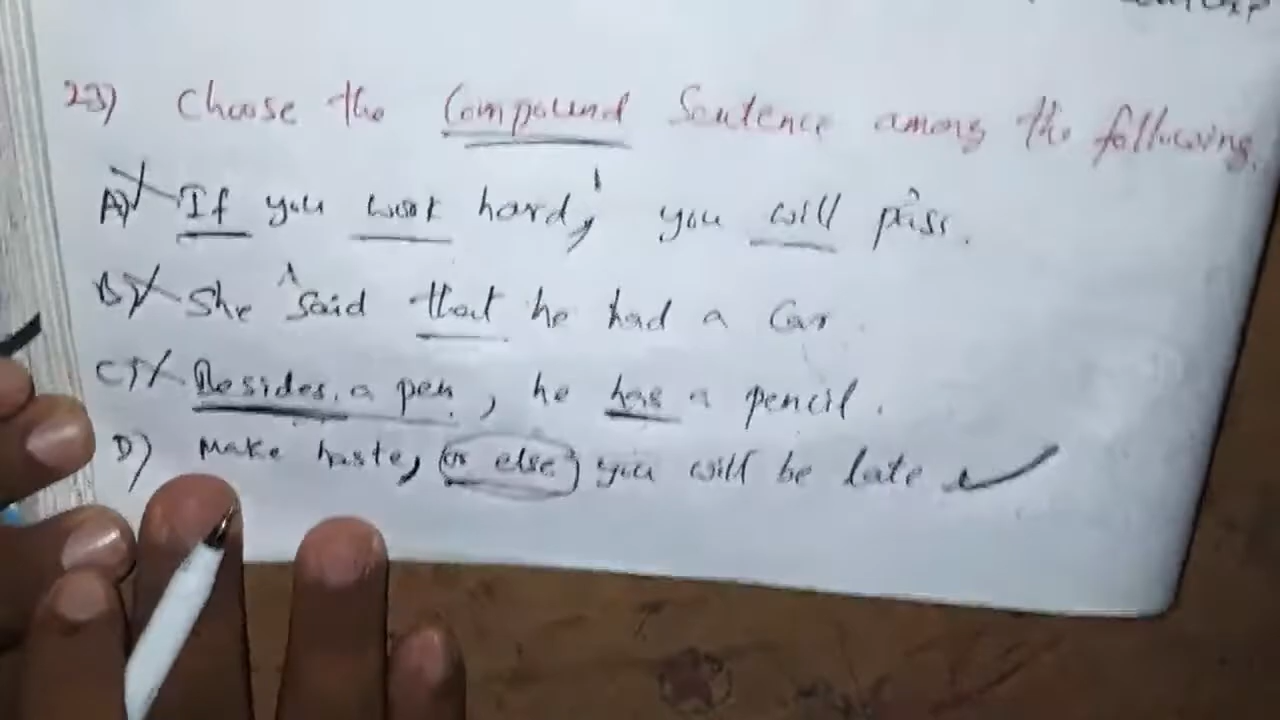 23) Choose the Compound Sentence among the following.
A) If you work hard, you will pass.
B) She said that he had a Car.
C) Besides, a pen, he has a pencil.
D) Make haste, or else you will be late